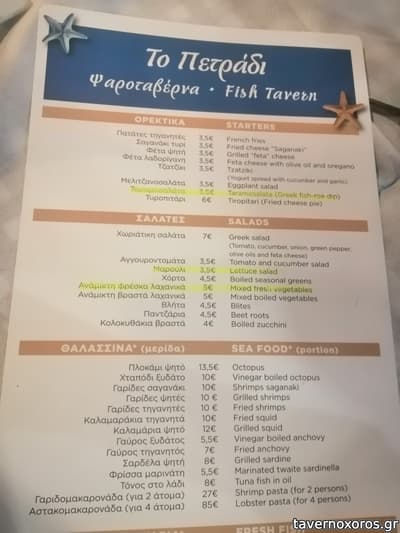 Το Πετράδι
Ψαροταβέρνα • Fish Tavern
ΟΡΕΚΤΙΚΑ STARTERS
Πατάτες τηγανητές 3,5€ French fries
Σαγανάκι τυρί 3,5€ Fried cheese "Saganaki"
Φέτα ψητή 3,5€ Grilled "feta" cheese
Φέτα λαδορίγανη 3,5€ Feta cheese with olive oil and oregano
Τζατζίκι 3,5€ Tzatziki
(Yogurt spread with cucumber and garlic)
Μελιτζανοσαλάτα 3,5€ Eggplant salad
Ταραμοσαλάτα 3,5€ Taramosalata (Greek fish-roe dip)
Τυροπιτάρι 6€ Tiropitari (Fried cheese pie)
ΣΑΛΑΤΕΣ SALADS
Χωριάτικη σαλάτα 7€ Greek salad
(Tomato, cucumber, onion, green pepper,
olive oils and feta cheese)
Αγγουροντομάτα 3,5€ Tomato and cucumber salad
Μαρούλι 3,5€ Lettuce salad
Χόρτα 4,5€ Boiled seasonal greens
Ανάμικτη φρέσκα λαχανικά 5€ Mixed fresh vegetables
Ανάμικτη βραστά λαχανικά 5€ Mixed boiled vegetables
Βλήτα 4,5€ Blites
Παντζάρια 4,5€ Beet roots
Κολοκυθάκια βραστά 4€ Boiled zucchini
ΘΑΛΑΣΣΙΝΑ* (μερίδα) SEA FOOD* (portion)
Πλοκάμι ψητό 13,5€ Octopus
Χταπόδι ξυδάτο 10€ Vinegar boiled octopus
Γαρίδες σαγανάκι 10€ Shrimps saganaki
Γαρίδες ψητές 10 € Grilled shrimps
Γαρίδες τηγανητές 10 € Fried shrimps
Καλαμαράκια τηγανητά 10€ Fried squid
Καλαμάρια ψητό 12€ Grilled squid
Γαύρος ξυδάτος 5,5€ Vinegar boiled anchovy
Γαύρος τηγανητός 7€ Fried anchovy
Σαρδέλα ψητή 8€ Grilled sardine
Φρίσσα μαρινάτη 5,5€ Marinated twaite sardinella
Τόνος στο λάδι 8€ Tuna fish in oil
Γαριδομακαρονάδα (για 2 άτομα) 27€ Shrimp pasta (for 2 persons)
Αστακομακαρονάδα (για 4 άτομα) 85€ Lobster pasta (for 4 persons)
FRESH FISH
tavernoxoros.gr